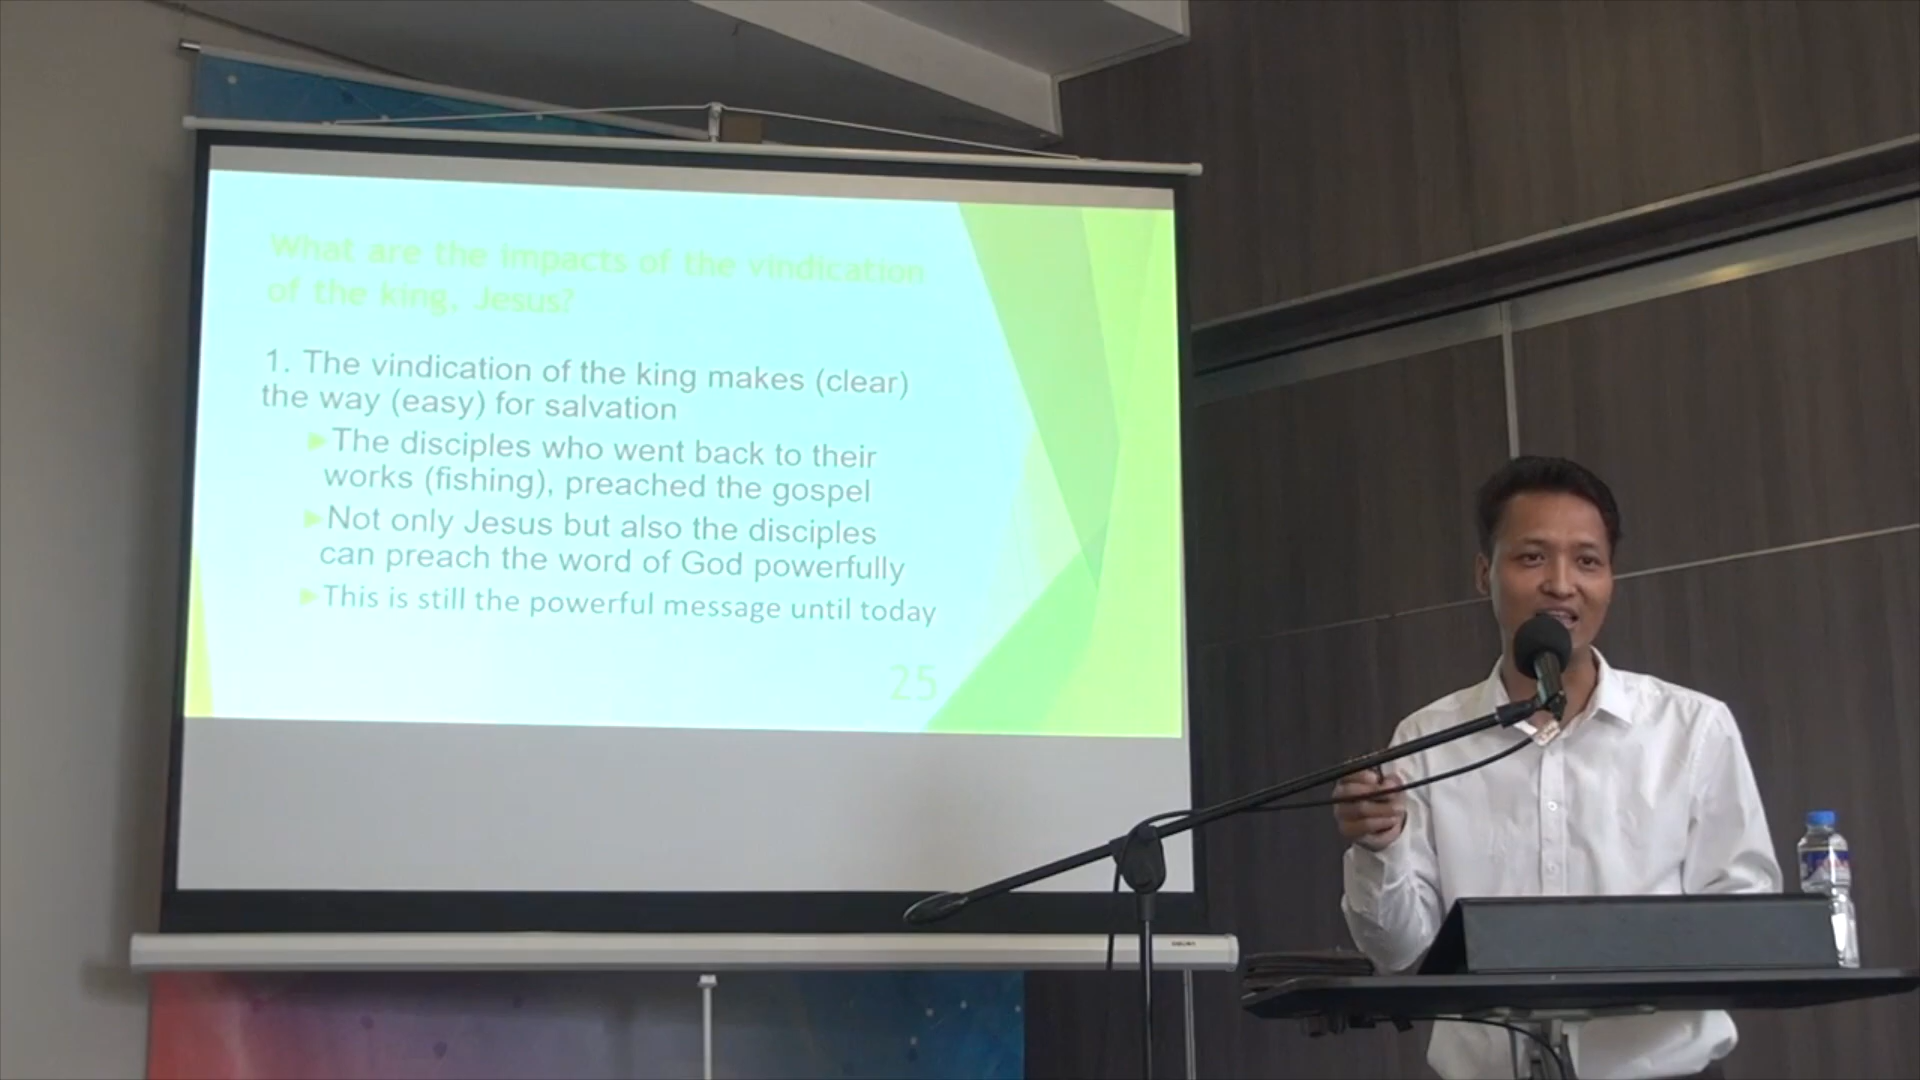 What are the impacts of the vindication
of the king, Jesus?
1. The vindication of the king makes (clear)
the way (easy) for salvation
The disciples who went back to their
works (fishing), preached the gospel
Not only Jesus but also the disciples
can preach the word of God powerfully
This is still the powerful message until today
25